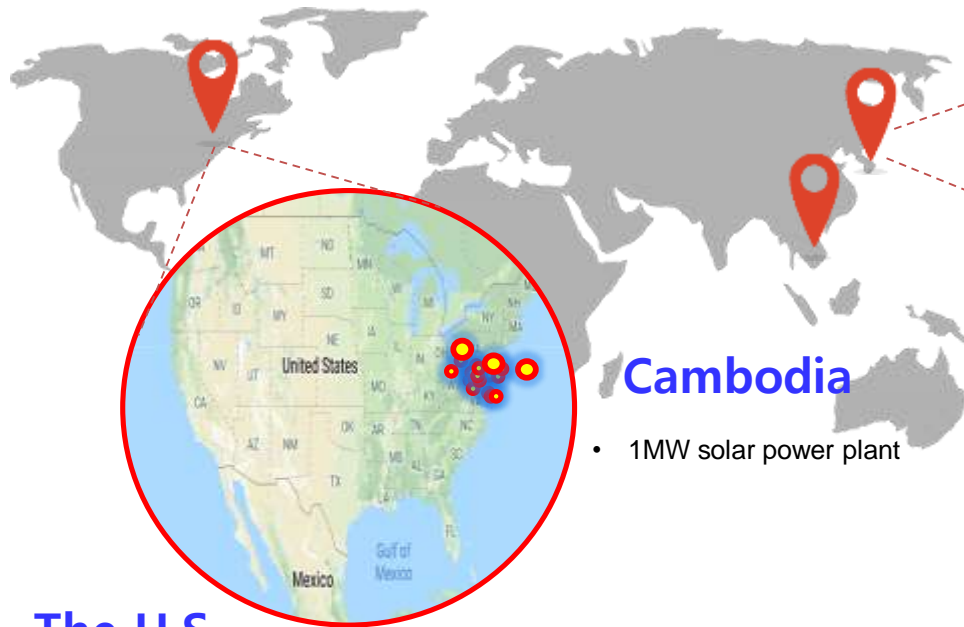 MT
ND
MN
OR
ID
SD
WI
MI
WY
NY
NH
MA
IA
NE
NV
UT
United States
IL
IN
OH
CA
MO
KY
Cambodia
AZ
NM
OK
AR
TN
NC
SC
MS
AL
GA
TX
LA
• 1MW solar power plant
FL
Gulf of
Mexico
Mexico
The U.S.